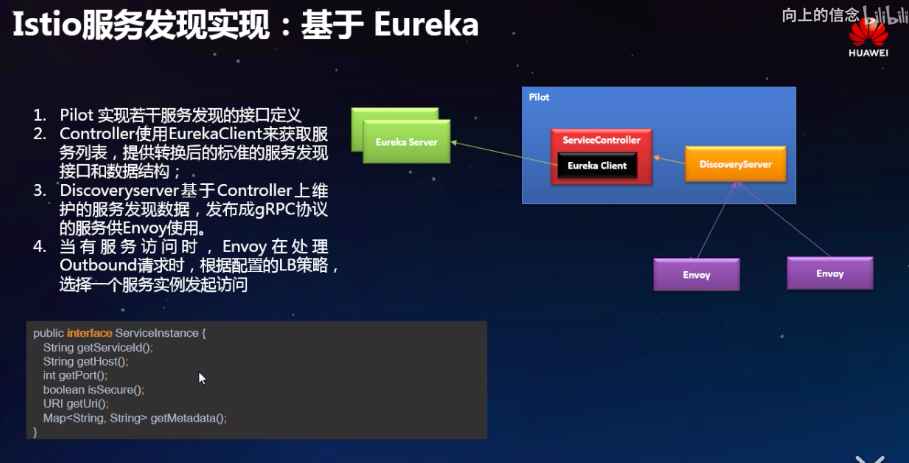 Istio服务发现实现：基于 Eureka
向上的信念 bilibili
HUAWEI
1. Pilot 实现若干服务发现的接口定义
2. Controller使用EurekaClient来获取服
务列表，提供转换后的标准的服务发现
接口和数据结构；
3. Discoveryserver基于Controller上维
护的服务发现数据，发布成gRPC协议
的服务供Envoy使用。
4. 当有服务访问时，Envoy在处理
Outbound请求时，根据配置的LB策略，
选择一个服务实例发起访问
Eureka Server
Pilot
ServiceController
Eureka Client
DiscoveryServer
Envoy
Envoy
public interface ServiceInstance {
String getServiceId();
String getHost();
int getPort();
boolean isSecure();
URI getUri();
Map<String, String> getMetadata();
}